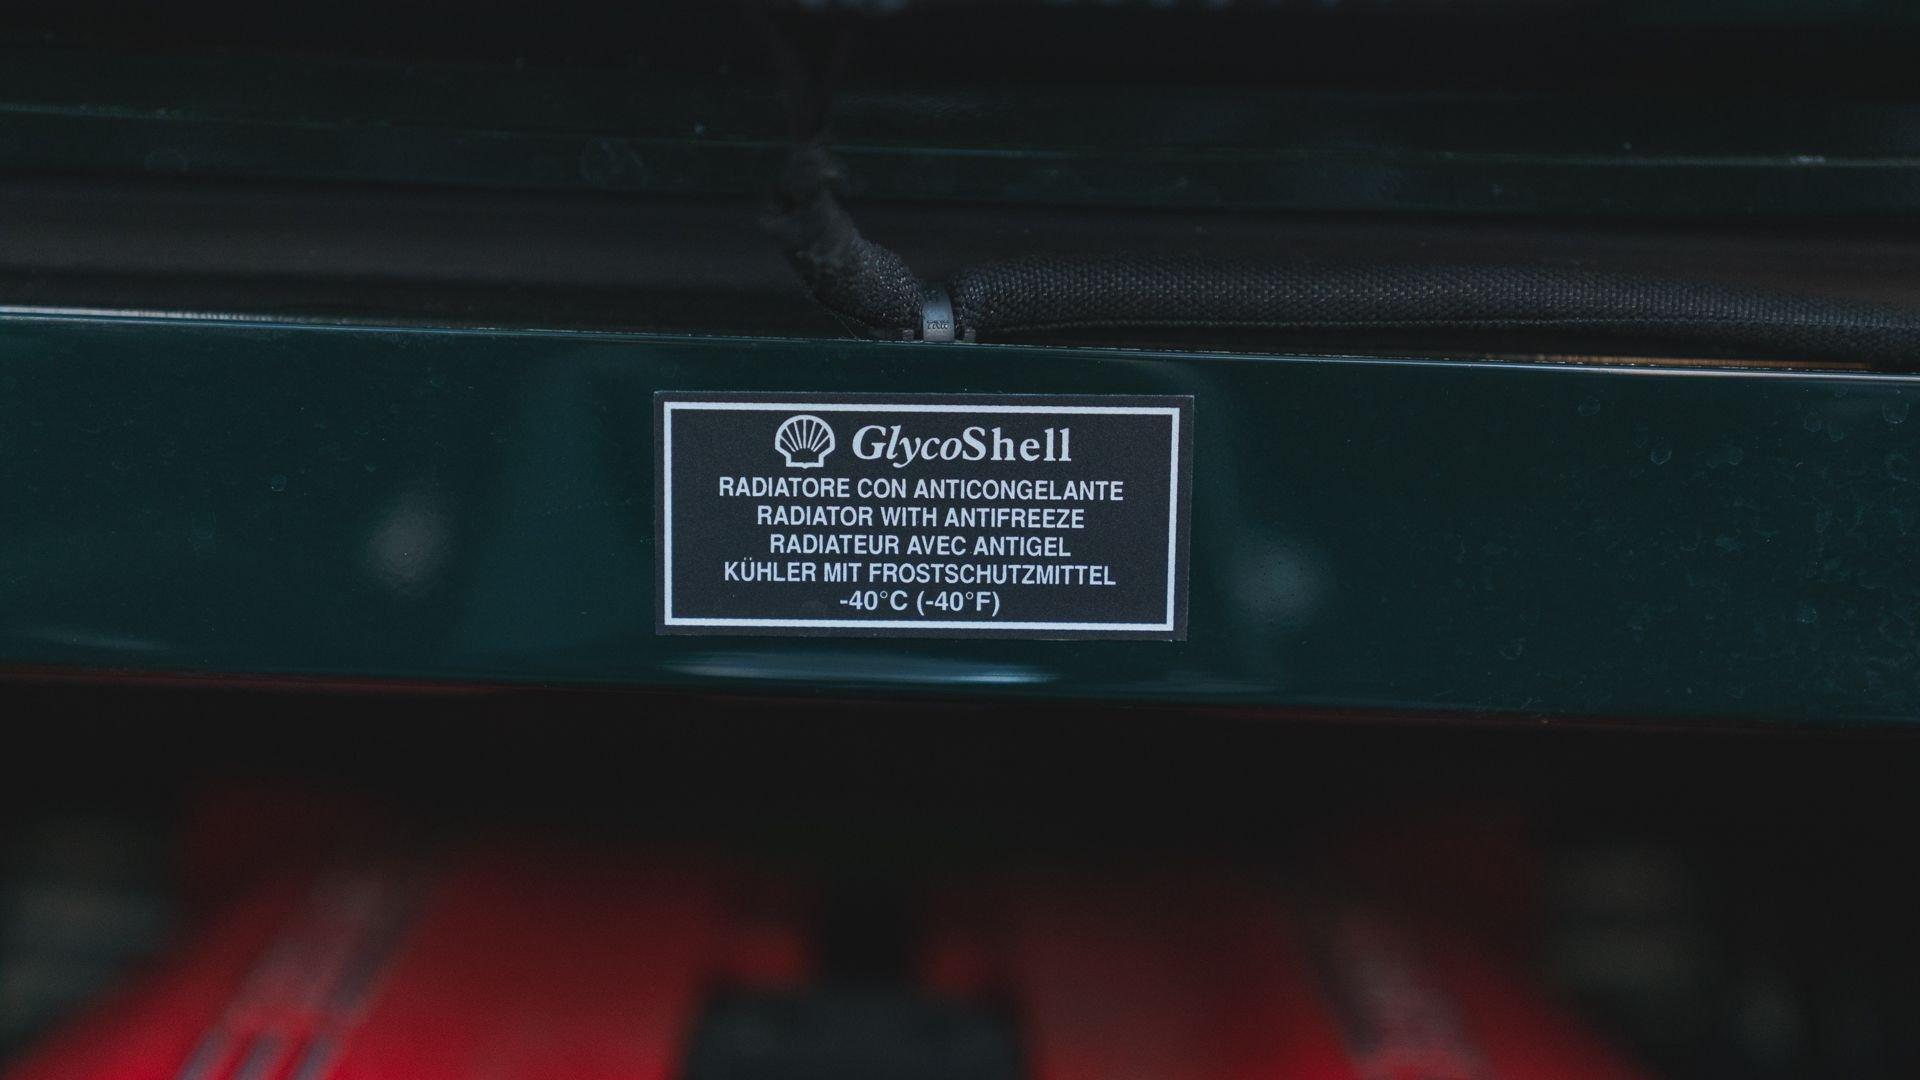 GlycoShell
RADIATORE CON ANTICONGELANTE
RADIATOR WITH ANTIFREEZE
RADIATEUR AVEC ANTIGEL
KÜHLER MIT FROSTSCHUTZMITTEL
-40°C (-40°F)